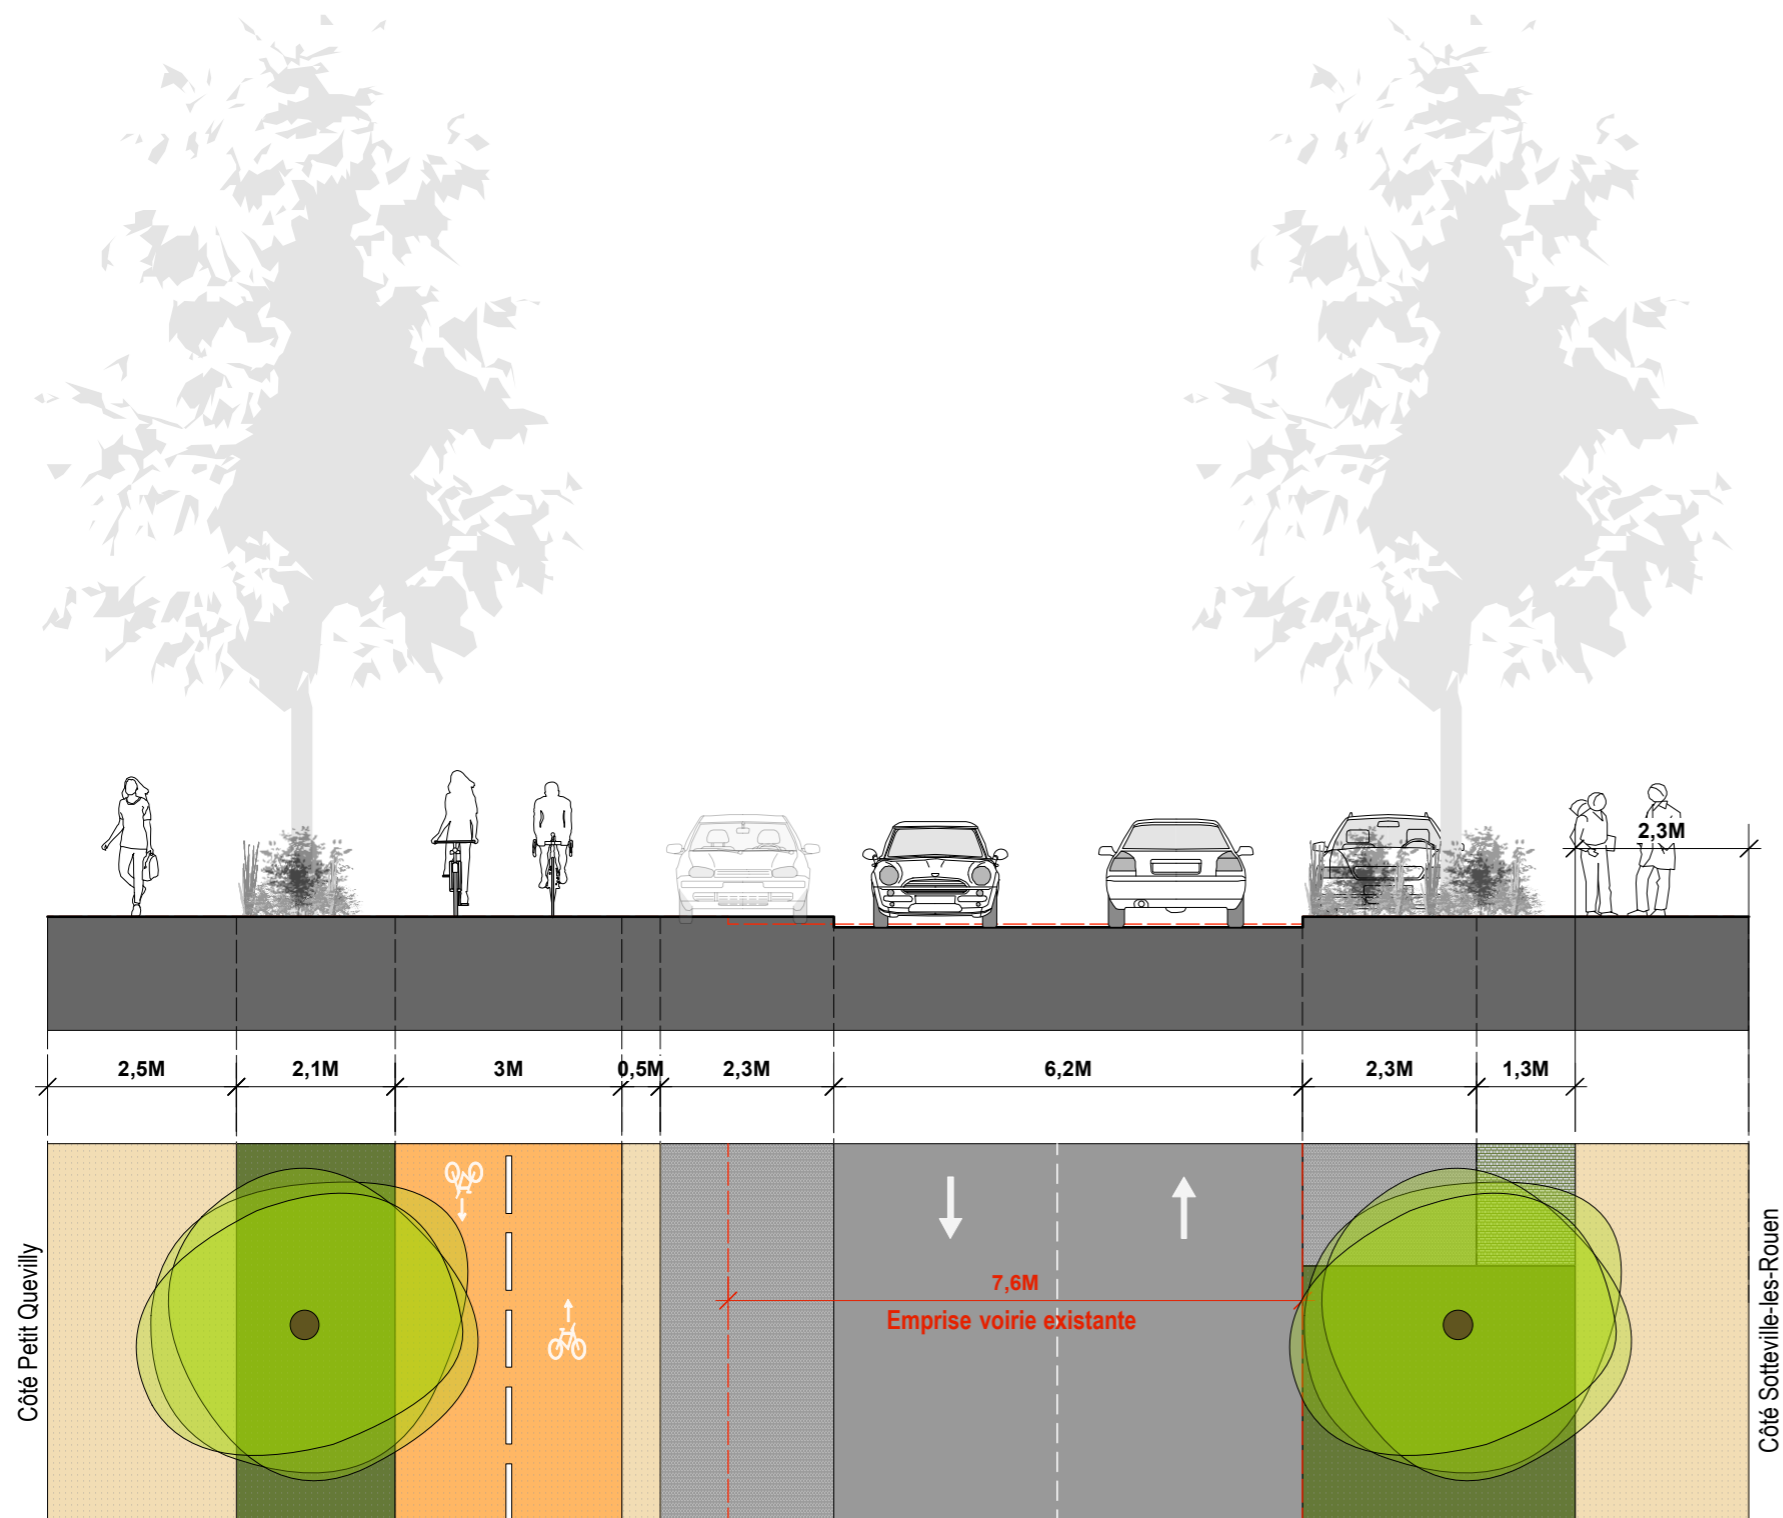 2,3M
2,5M
2,1M
3M
0,5M
2,3M
6,2M
2,3M
1,3M
7,6M
Emprise voirie existante
Côté Petit Quevilly
Côté Sotteville-les-Rouen